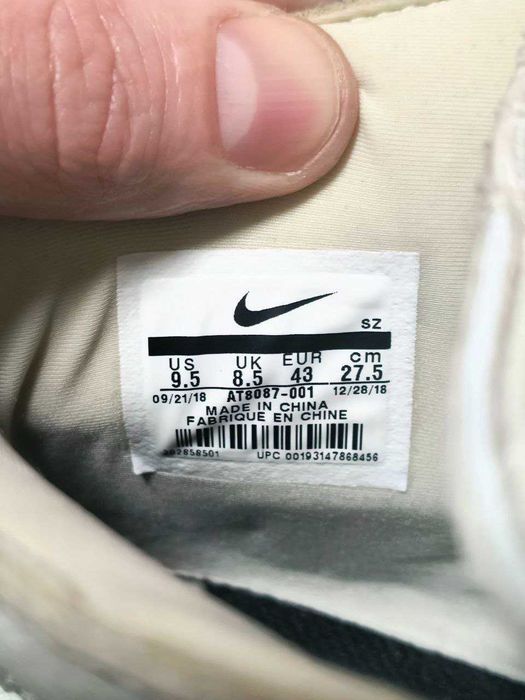 SZ
US UK EUR cm
9.5 8.5 43 27.5
09/21/18 AT8087-001 12/28/18
MADE IN CHINA
FABRIQUE EN CHINE
UPC 00193147868456